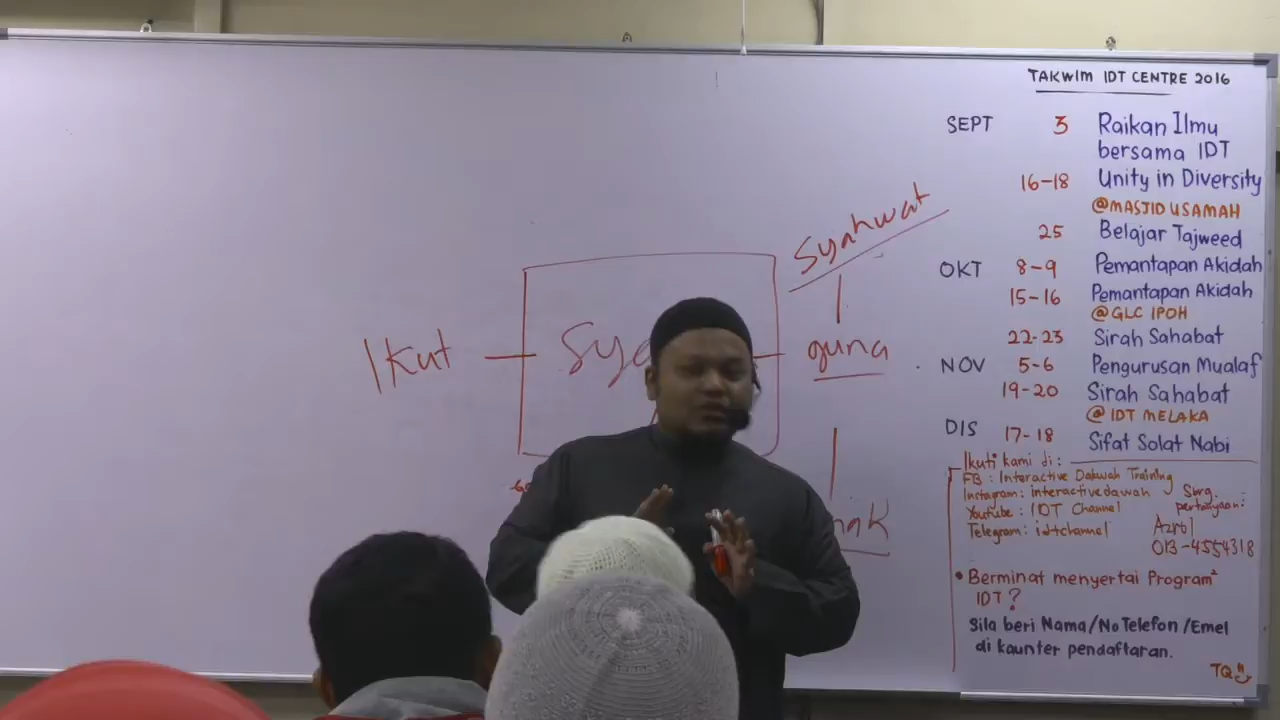 TAKWIM IDT CENTRE 2016
SEPT 3 Raikan Ilmu
bersama IDT
16-18 Unity in Diversity
@MASJID USAMAH
25 Belajar Tajweed
OKT 8-9 Pemantapan Akidah
15-16 Pemantapan Akidah
@GLC IPOH
22-23 Sirah Sahabat
NOV 5-6 Pengurusan Mualaf
19-20 Sirah Sahabat
@IDT MELAKA
DIS 17-18 Sifat Solat Nabi
Ikuti kami di:
FB: Interactive Dakwah Training
Instagram: interactivedawah
Youtube: IDT Channel
Telegram: idtchannel
pertanyaan:
Azrol
013-4554318
• Berminat menyertai Program²
IDT?
Sila beri Nama/No Telefon/Emel
di kaunter pendaftaran.
TQ
Syahwat
Ikut
guna